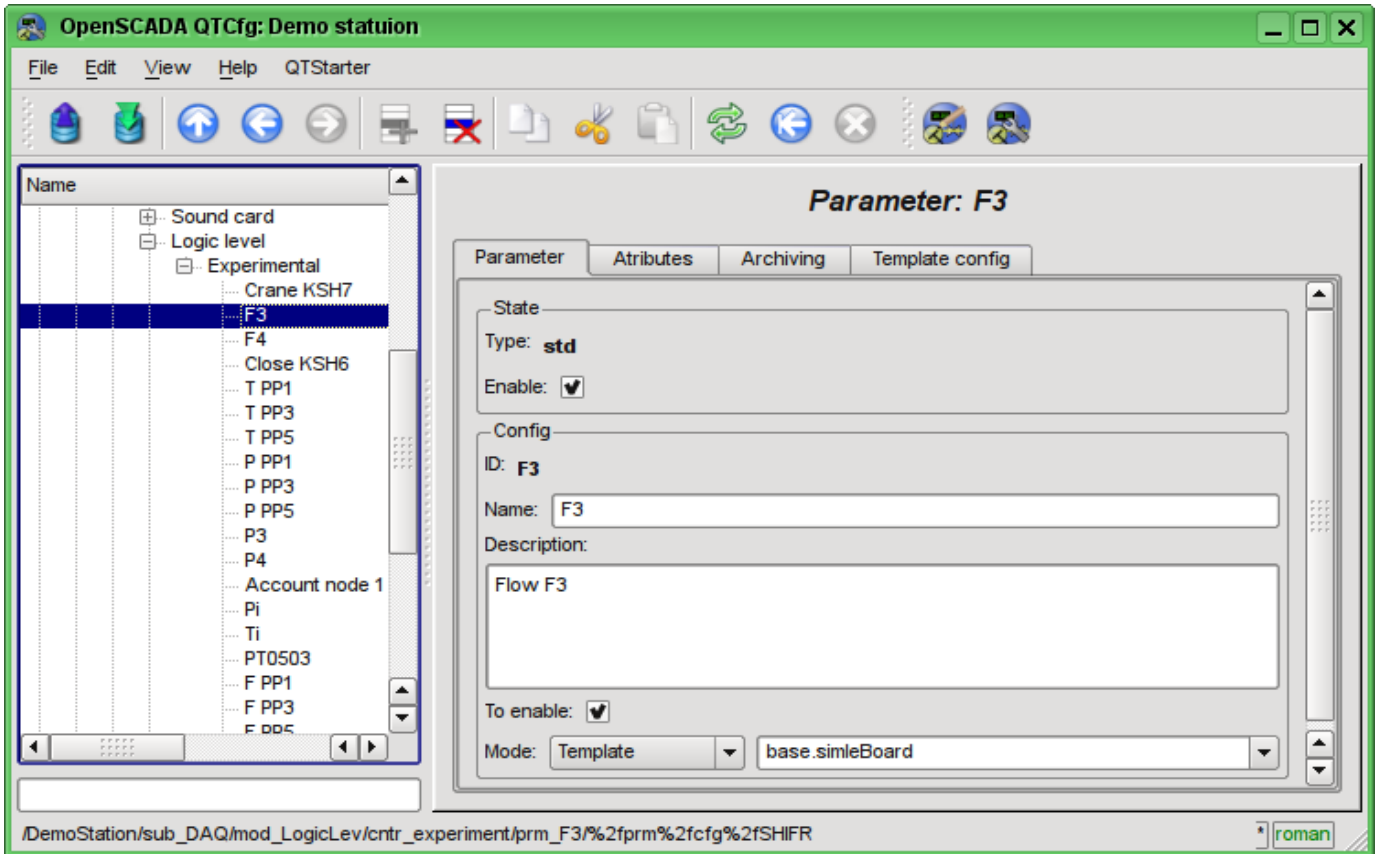 OpenSCADA QTCfg: Demo statuion
File Edit View Help QTStarter
Name
Sound card
Logic level
Experimental
Crane KSH7
F3
F4
Close KSH6
T PP1
T PP3
T PP5
P PP1
P PP3
P PP5
P3
P4
Account node 1
Pi
Ti
PT0503
F PP1
F PP3
F PP5
Parameter: F3
Parameter Atributes Archiving Template config
State
Type: std
Enable:
Config
ID: F3
Name: F3
Description:
Flow F3
To enable:
Mode: Template base.simleBoard
/DemoStation/sub_DAQ/mod_LogicLev/cntr_experiment/prm_F3/%2fprm%2fcfg%2fSHIFR * roman